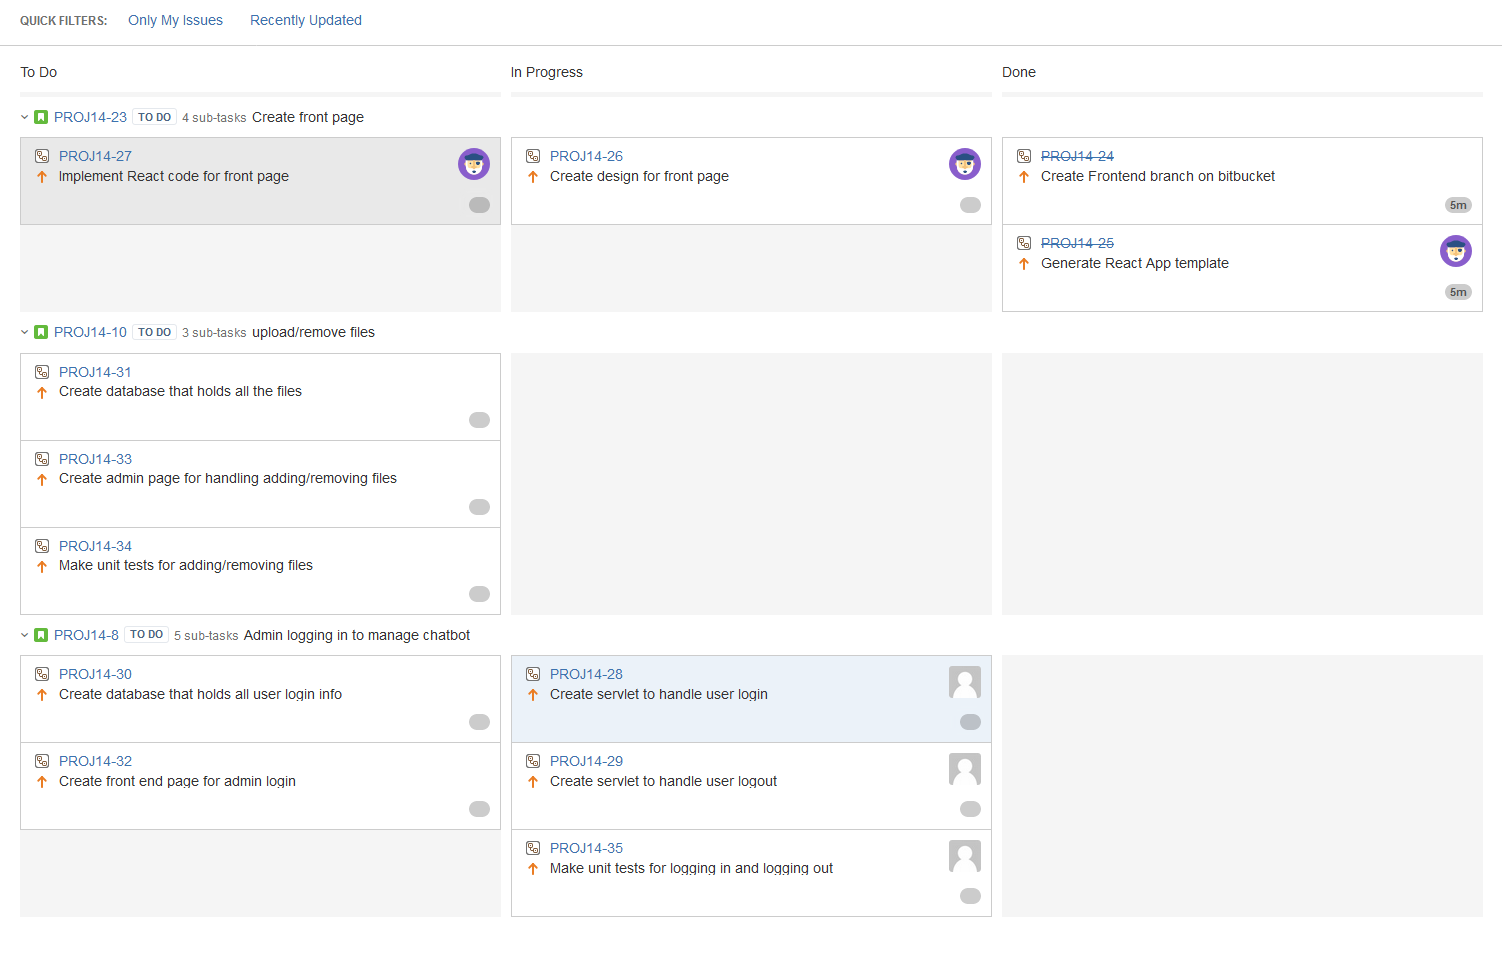 QUICK FILTERS: Only My Issues Recently Updated
To Do In Progress Done
PROJ14-23 TO DO 4 sub-tasks Create front page
PROJ14-27
Implement React code for front page
PROJ14-26
Create design for front page
PROJ14-24
Create Frontend branch on bitbucket
5m
PROJ14-25
Generate React App template
5m
PROJ14-10 TO DO 3 sub-tasks upload/remove files
PROJ14-31
Create database that holds all the files
PROJ14-33
Create admin page for handling adding/removing files
PROJ14-34
Make unit tests for adding/removing files
PROJ14-8 TO DO 5 sub-tasks Admin logging in to manage chatbot
PROJ14-30
Create database that holds all user login info
PROJ14-32
Create front end page for admin login
PROJ14-28
Create servlet to handle user login
PROJ14-29
Create servlet to handle user logout
PROJ14-35
Make unit tests for logging in and logging out